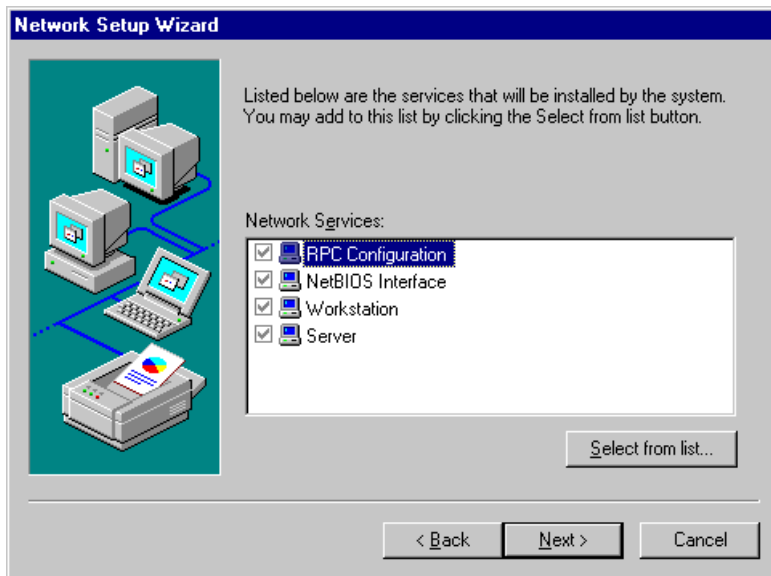 Network Setup Wizard
Listed below are the services that will be installed by the system.
You may add to this list by clicking the Select from list button.
Network Services:
RPC Configuration
NetBIOS Interface
Workstation
Server
Select from list...
< Back
Next >
Cancel